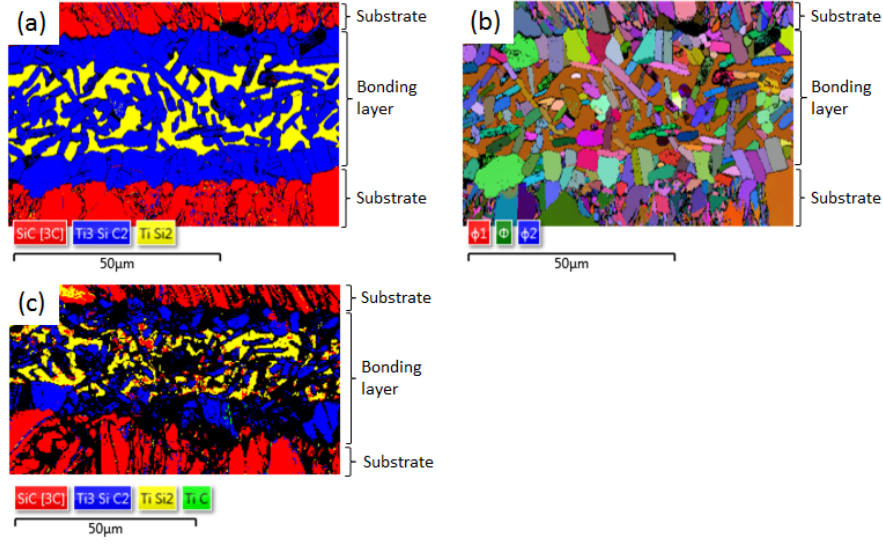 (a)
Substrate
Bonding
layer
Substrate
SiC [3C] Ti3 Si C2 Ti Si2
50μm
(b)
Substrate
Bonding
layer
Substrate
ϕ1 Φ ϕ2
50μm
(c)
Substrate
Bonding
layer
Substrate
SiC [3C] Ti3 Si C2 Ti Si2 Ti C
50μm